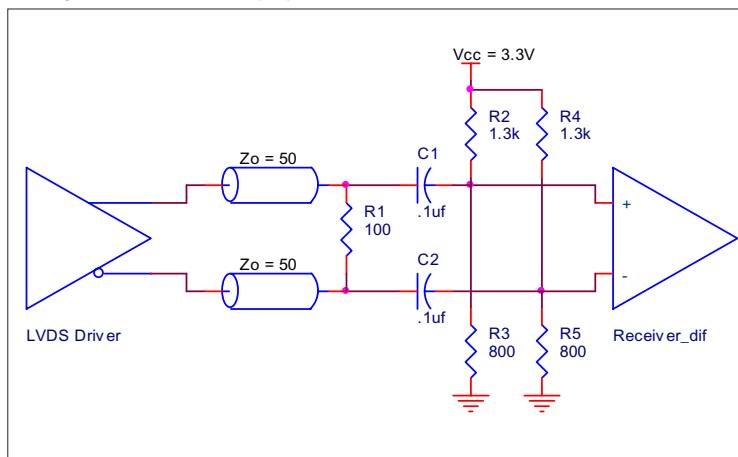 Vcc = 3.3V
R2
1.3k
R4
1.3k
Zo = 50
C1
.1uf
+
R1
100
Zo = 50
C2
.1uf
-
LVDS Driver
R3
800
R5
800
Receiver_dif